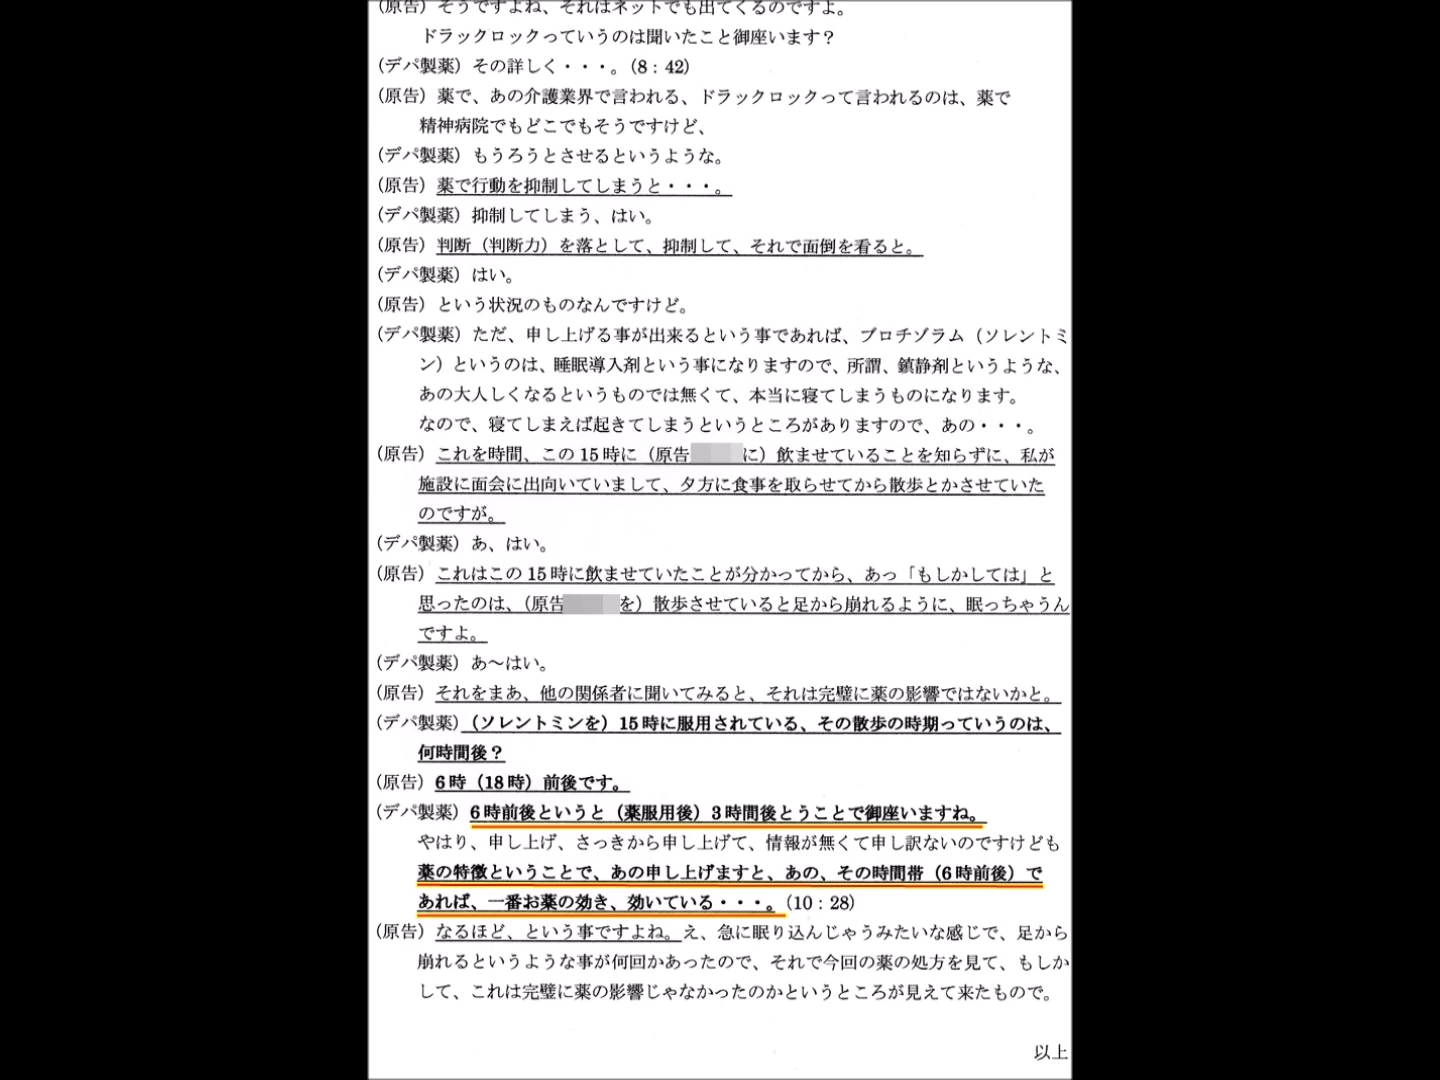 (原告）そうですよね、それはネットでも出てくるのですよ。
ドラックロックっていうのは聞いたこと御座います？
(デパ製薬）その詳しく・・・。(8：42)
(原告）薬で、あの介護業界で言われる、ドラックロックって言われるのは、薬で
精神病院でもどこでもそうですけど、
(デパ製薬）もうろうとさせるというような。
(原告）薬で行動を抑制してしまうと・・・。
(デパ製薬）抑制してしまう、はい。
(原告）判断（判断力）を落として、抑制して、それで面倒を看ると。
(デパ製薬）はい。
(原告）という状況のものなんですけど。
(デパ製薬）ただ、申し上げる事が出来るという事であれば、ブロチゾラム（ソレントミ
ン）というのは、睡眠導入剤という事になりますので、所謂、鎮静剤というような、
あの大人しくなるというものでは無くて、本当に寝てしまうものになります。
なので、寝てしまえば起きてしまうというところがありますので、あの・・・。
(原告）これを時間、この15時に（原告 に）飲ませていることを知らずに、私が
施設に面会に出向いていまして、夕方に食事を取らせてから散歩とかさせていた
のですが。
(デパ製薬）あ、はい。
(原告）これはこの15時に飲ませていたことが分かってから、あっ「もしかしては」と
思ったのは、（原告 を）散歩させていると足から崩れるように、眠っちゃうん
ですよ。
(デパ製薬）あ～はい。
(原告）それをまあ、他の関係者に聞いてみると、それは完璧に薬の影響ではないかと。
(デパ製薬）（ソレントミンを）15時に服用されている、その散歩の時期っていうのは、
何時間後？
(原告）6時（18時）前後です。
(デパ製薬）6時前後というと（薬服用後）3時間後とうことで御座いますね。
やはり、申し上げ、さっきから申し上げて、情報が無くて申し訳ないのですけども
薬の特徴ということで、あの申し上げますと、あの、その時間帯（6時前後）で
あれば、一番お薬の効き、効いている・・・。（10：28）
(原告）なるほど、という事ですよね。え、急に眠り込んじゃうみたいな感じで、足から
崩れるというような事が何回かあったので、それで今回の薬の処方を見て、もしか
して、これは完璧に薬の影響じゃなかったのかというところが見えて来たもので。
以上